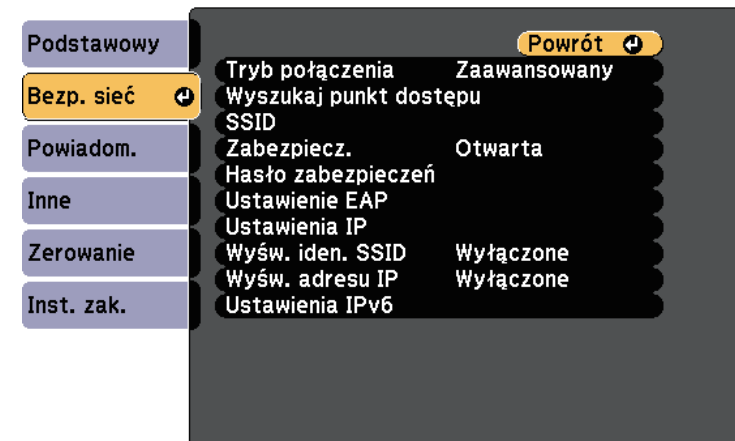 Podstawowy
Bezp. sieć
Powiadom.
Inne
Zerowanie
Inst. zak.
Powrót
Tryb połączenia Zaawansowany
Wyszukaj punkt dostępu
SSID
Zabezpiecz. Otwarta
Hasło zabezpieczeń
Ustawienie EAP
Ustawienia IP
Wyśw. iden. SSID Wyłączone
Wyśw. adresu IP Wyłączone
Ustawienia IPv6